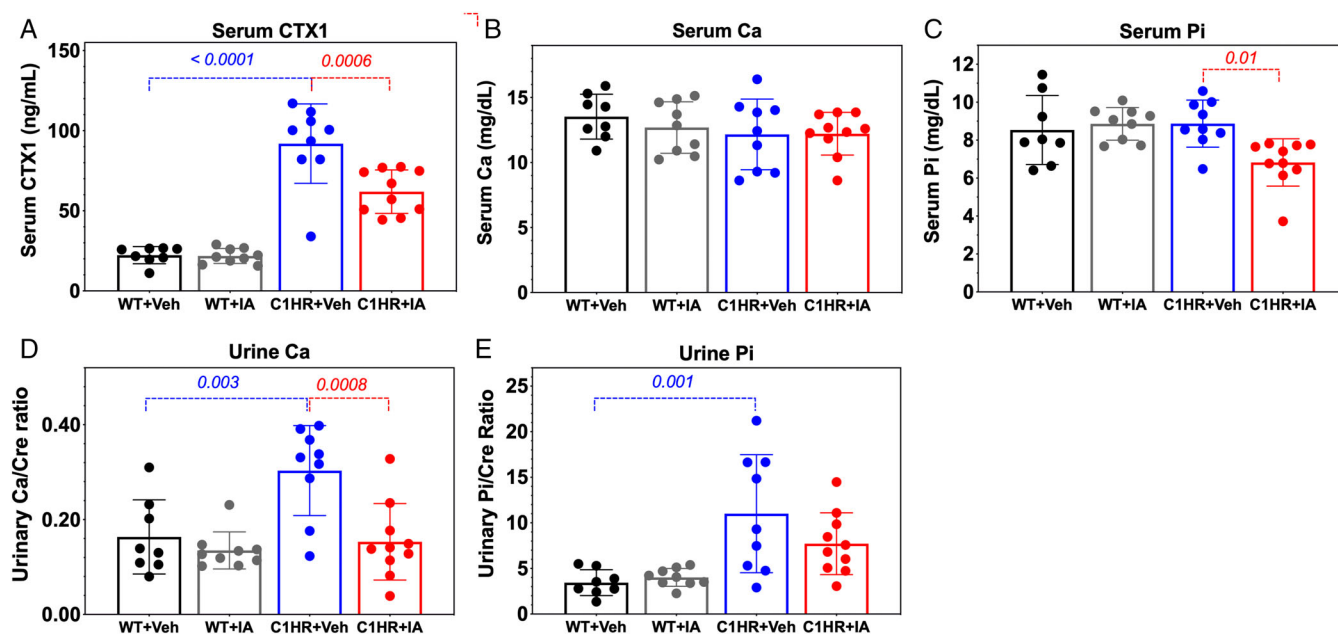 A
Serum CTX1
150
100
50
0
Serum CTX1 (ng/mL)
< 0.0001
0.0006
WT+Veh WT+IA C1HR+Veh C1HR+IA
B
Serum Ca
15
10
5
0
Serum Ca (mg/dL)
WT+Veh WT+IA C1HR+Veh C1HR+IA
C
Serum Pi
12
10
8
6
4
2
0
Serum Pi (mg/dL)
0.01
WT+Veh WT+IA C1HR+Veh C1HR+IA
D
Urine Ca
0.40
0.20
0.00
Urinary Ca/Cre ratio
0.003
0.0008
WT+Veh WT+IA C1HR+Veh C1HR+IA
E
Urine Pi
25
20
15
10
5
0
Urinary Pi/Cre Ratio
0.001
WT+Veh WT+IA C1HR+Veh C1HR+IA